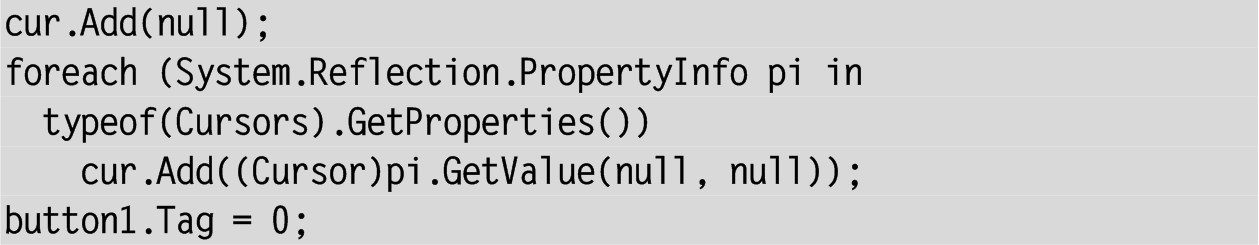 cur.Add(null);
foreach (System.Reflection.PropertyInfo pi in
  typeof(Cursors).GetProperties())
    cur.Add((Cursor)pi.GetValue(null, null));
button1.Tag = 0;